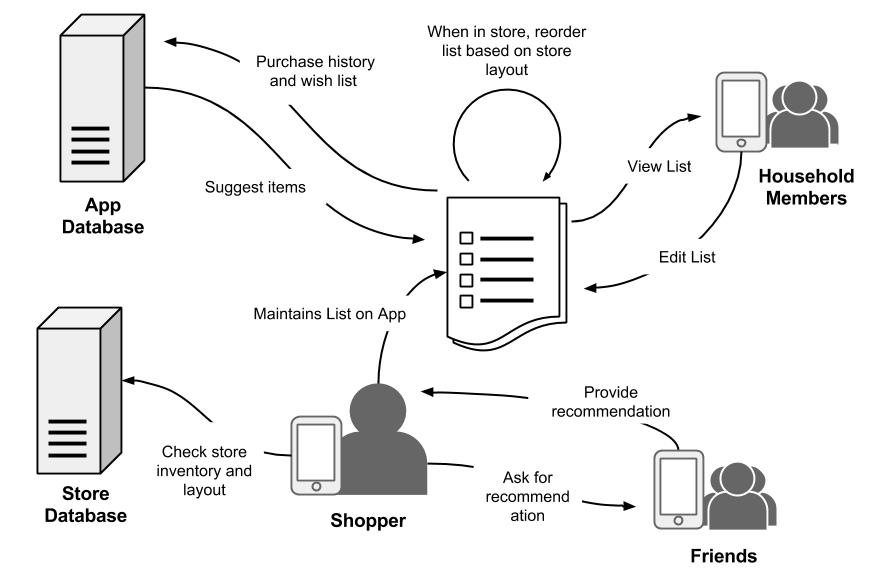 When in store, reorder
list based on store
layout
Purchase history
and wish list
Suggest items
App
Database
View List
Household
Members
Edit List
Maintains List on App
Provide
recommendation
Check store
inventory and
layout
Store
Database
Shopper
Ask for
recommend
ation
Friends